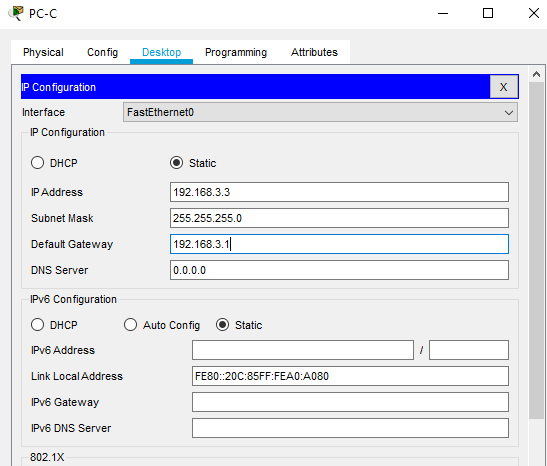 PC-C
Physical Config Desktop Programming Attributes
IP Configuration X
Interface FastEthernet0
IP Configuration
DHCP Static
IP Address 192.168.3.3
Subnet Mask 255.255.255.0
Default Gateway 192.168.3.1
DNS Server 0.0.0.0
IPv6 Configuration
DHCP Auto Config Static
IPv6 Address /
Link Local Address FE80::20C:85FF:FEA0:A080
IPv6 Gateway
IPv6 DNS Server
802.1X